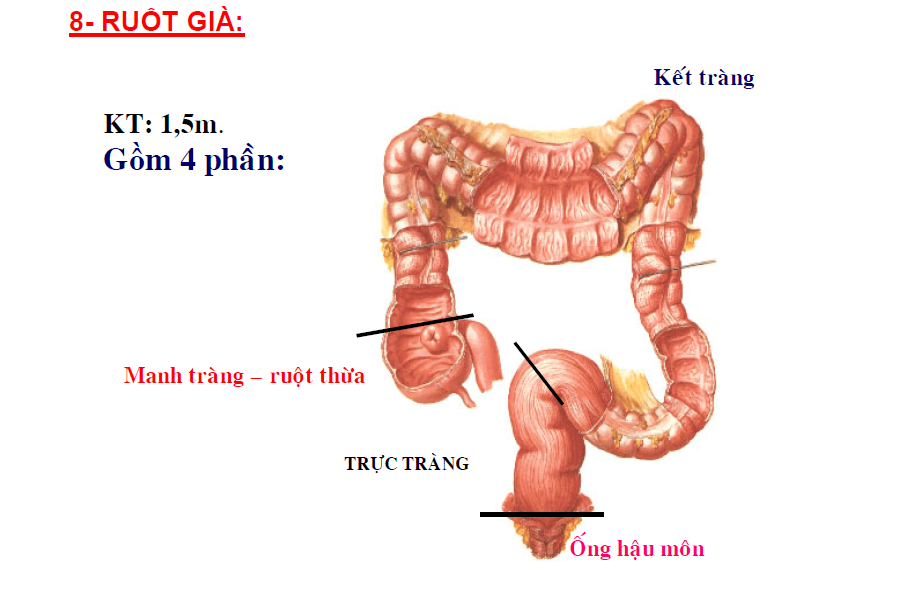 8- RUÔT GIÀ:
Kết tràng
KT: 1,5m.
Gồm 4 phần:
Manh tràng – ruột thừa
TRỰC TRÀNG
Ống hậu môn